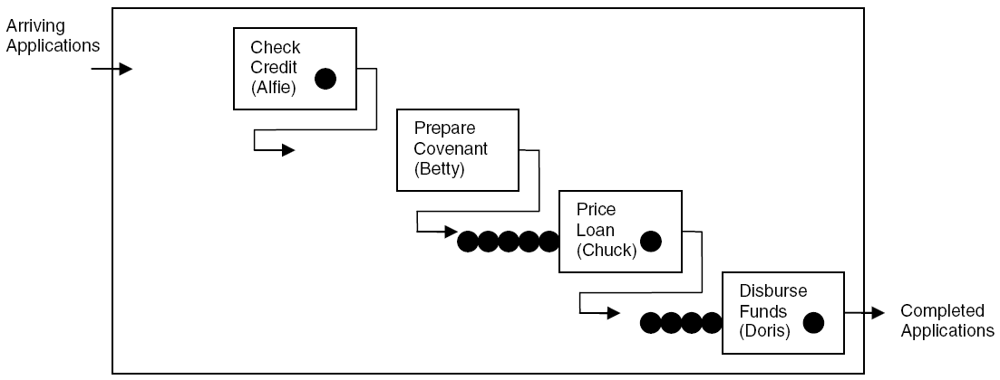 Arriving
Applications
Check
Credit
(Alfie)
Prepare
Covenant
(Betty)
Price
Loan
(Chuck)
Disburse
Funds
(Doris)
Completed
Applications